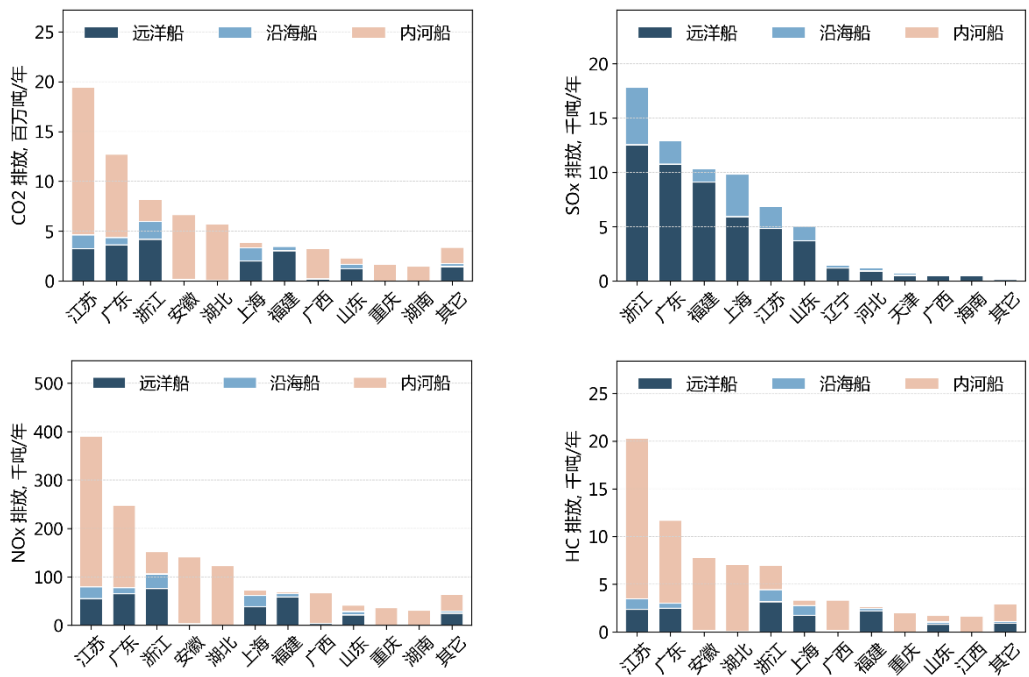 CO2 排放, 百万吨/年
远洋船 沿海船 内河船
25
20
15
10
5
0
江苏 广东 浙江 安徽 湖北 上海 福建 广西 山东 重庆 湖南 其它
SOx 排放, 千吨/年
远洋船 沿海船 内河船
20
15
10
5
0
浙江 广东 福建 上海 江苏 山东 辽宁 河北 天津 广西 海南 其它
NOx 排放, 千吨/年
远洋船 沿海船 内河船
500
400
300
200
100
0
江苏 广东 浙江 安徽 湖北 上海 福建 广西 山东 重庆 湖南 其它
HC 排放, 千吨/年
远洋船 沿海船 内河船
25
20
15
10
5
0
江苏 广东 安徽 湖北 浙江 上海 广西 福建 重庆 山东 江西 其它